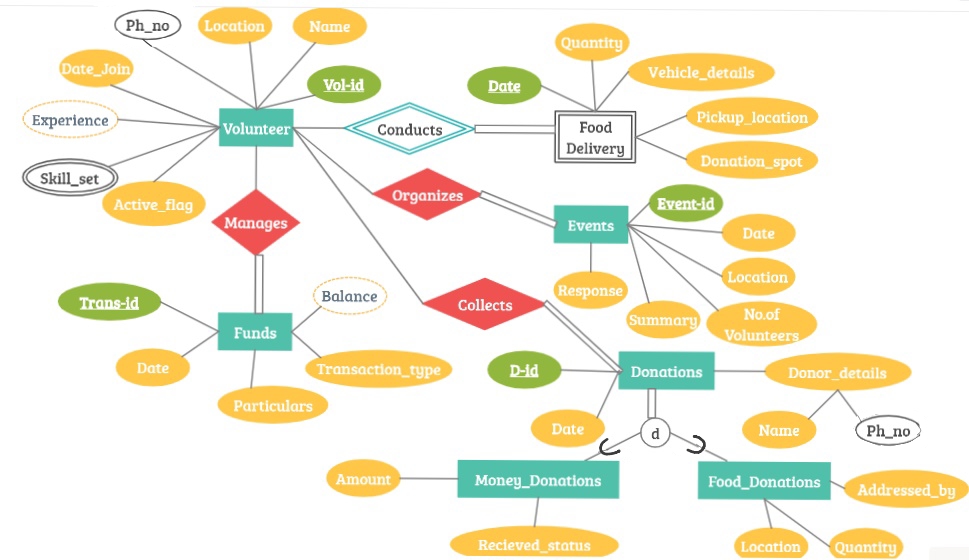 Ph_no
Location
Name
Quantity
Date_Join
Vehicle_details
Vol-id
Date
Experience
Volunteer
Conducts
Food
Delivery
Pickup_location
Donation_spot
Skill_set
Active_flag
Organizes
Event-id
Manages
Events
Date
Location
Response
Trans-id
Balance
Collects
Summary
No.of
Volunteers
Funds
Date
Transaction_type
D-id
Donations
Donor_details
Particulars
Date
d
Name
Ph_no
Amount
Money_Donations
Food_Donations
Addressed_by
Recieved_status
Location
Quantity